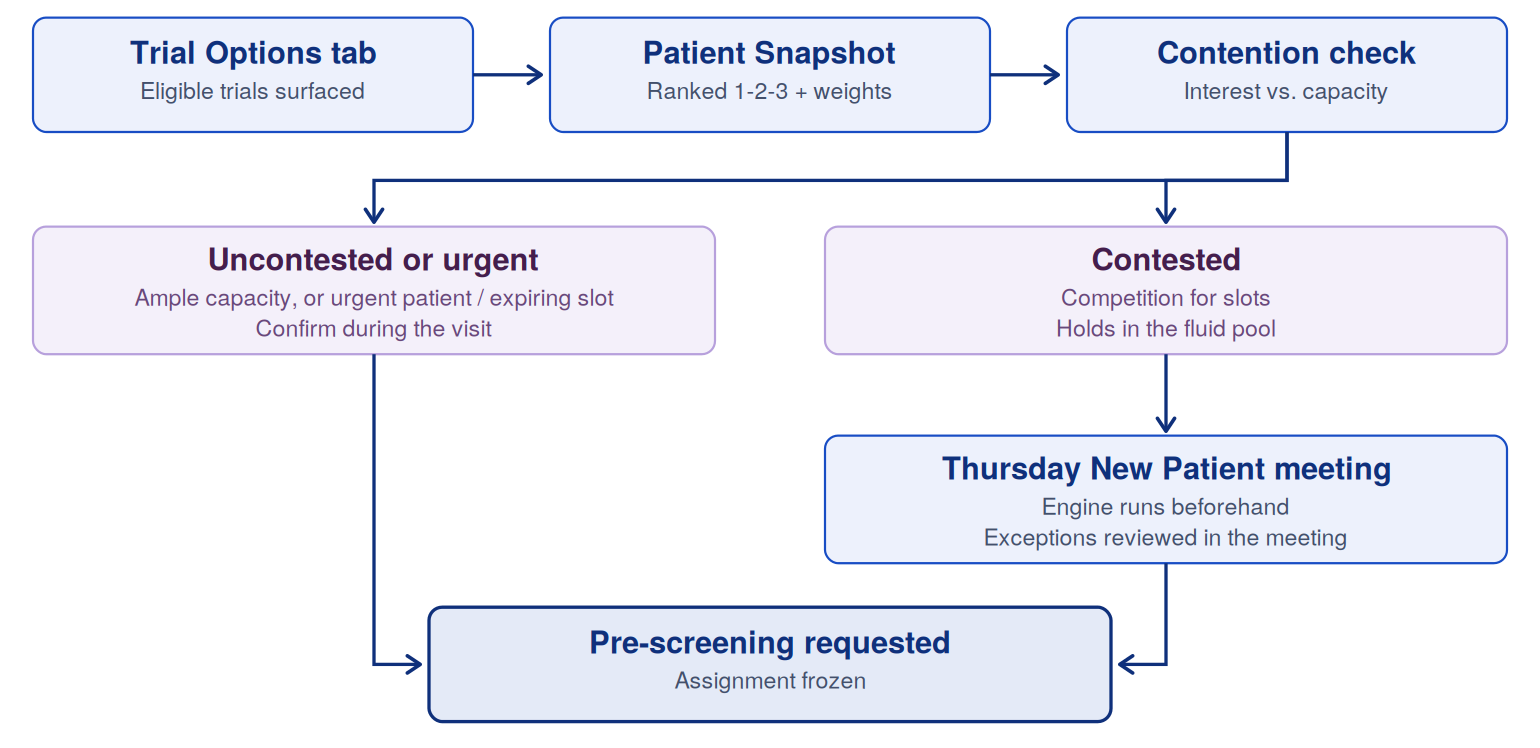 Trial Options tab
Eligible trials surfaced
Patient Snapshot
Ranked 1-2-3 + weights
Contention check
Interest vs. capacity
Uncontested or urgent
Ample capacity, or urgent patient / expiring slot
Confirm during the visit
Contested
Competition for slots
Holds in the fluid pool
Thursday New Patient meeting
Engine runs beforehand
Exceptions reviewed in the meeting
Pre-screening requested
Assignment frozen